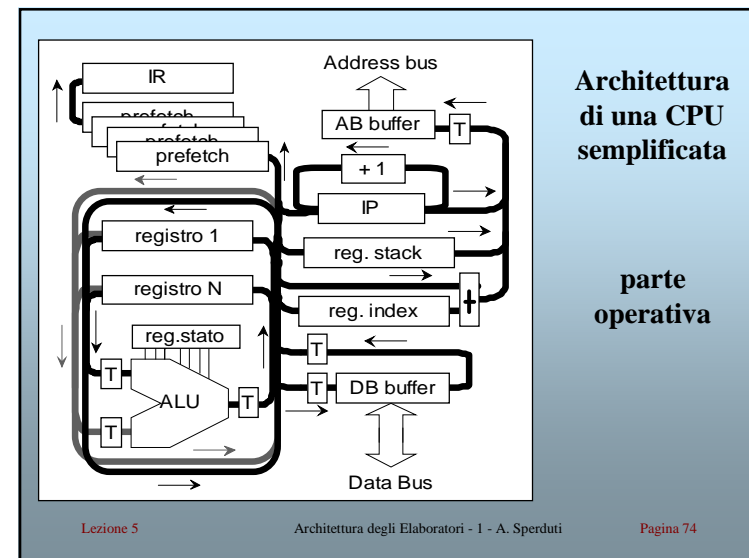 Address bus
IR
AB buffer
T
prefetch
prefetch
prefetch
prefetch
+ 1
IP
registro 1
reg. stack
registro N
reg. index
+
reg.stato
T
T
ALU
T
T
DB buffer
T
Data Bus
Architettura
di una CPU
semplificata
parte
operativa
Lezione 5
Architettura degli Elaboratori - 1 - A. Sperduti
Pagina 74